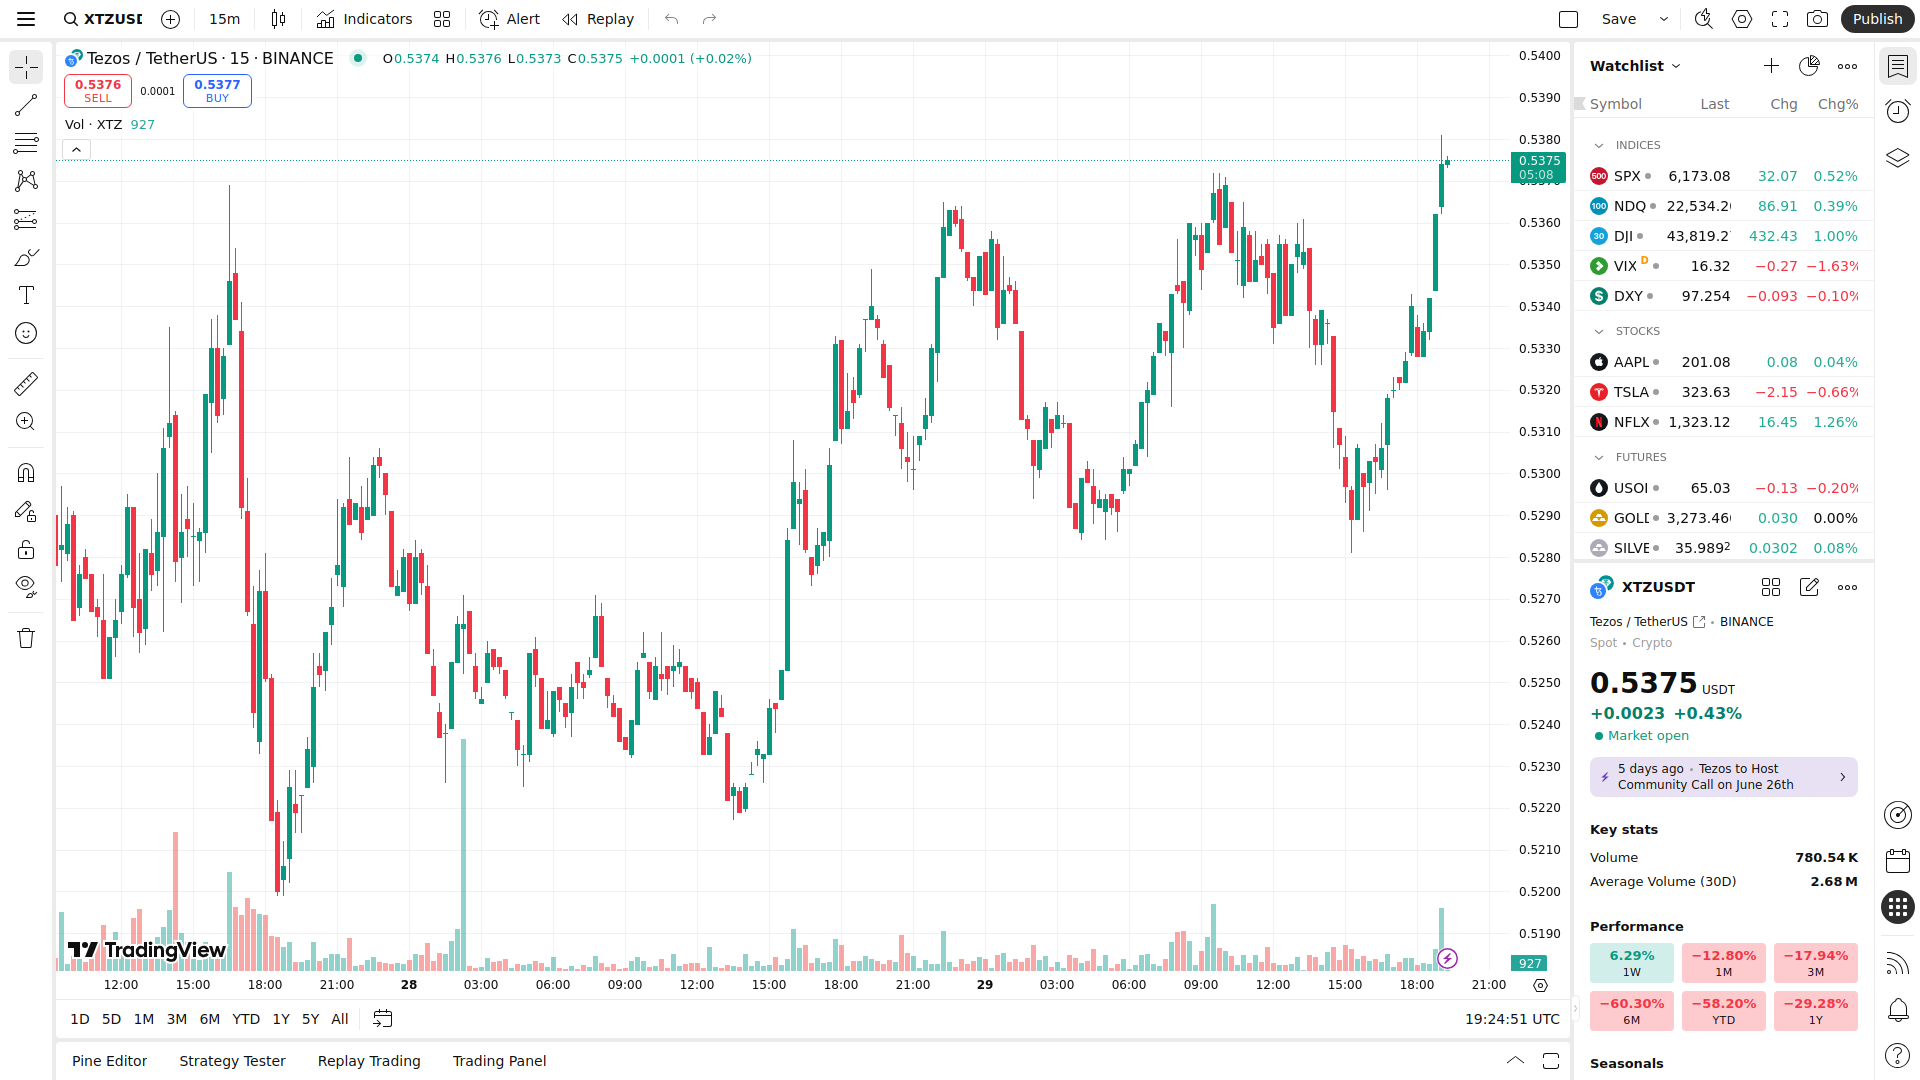 XTZUSD 15m Indicators Alert Replay Save Publish
Tezos / TetherUS · 15 · BINANCE O0.5374 H0.5376 L0.5373 C0.5375 +0.0001 (+0.02%)
0.5376 SELL 0.0001 0.5377 BUY
Vol · XTZ 927
0.5400
0.5390
0.5380
0.5375
05:08
0.5360
0.5350
0.5340
0.5330
0.5320
0.5310
0.5300
0.5290
0.5280
0.5270
0.5260
0.5250
0.5240
0.5230
0.5220
0.5210
0.5200
0.5190
927
TradingView
12:00 15:00 18:00 21:00 28 03:00 06:00 09:00 12:00 15:00 18:00 21:00 29 03:00 06:00 09:00 12:00 15:00 18:00 21:00
1D 5D 1M 3M 6M YTD 1Y 5Y All 19:24:51 UTC
Pine Editor Strategy Tester Replay Trading Trading Panel
Watchlist
Symbol Last Chg Chg%
INDICES
500 SPX 6,173.08 32.07 0.52%
100 NDQ 22,534.2 86.91 0.39%
30 DJI 43,819.2 432.43 1.00%
VIX D 16.32 −0.27 −1.63%
DXY 97.254 −0.093 −0.10%
STOCKS
AAPL 201.08 0.08 0.04%
TSLA 323.63 −2.15 −0.66%
NFLX 1,323.12 16.45 1.26%
FUTURES
USOI 65.03 −0.13 −0.20%
GOLD 3,273.46 0.030 0.00%
SILVE 35.989² 0.0302 0.08%
XTZUSDT
Tezos / TetherUS • BINANCE
Spot • Crypto
0.5375 USDT
+0.0023 +0.43%
Market open
5 days ago • Tezos to Host
Community Call on June 26th
Key stats
Volume 780.54 K
Average Volume (30D) 2.68 M
Performance
6.29% −12.80% −17.94%
1W 1M 3M
−60.30% −58.20% −29.28%
6M YTD 1Y
Seasonals